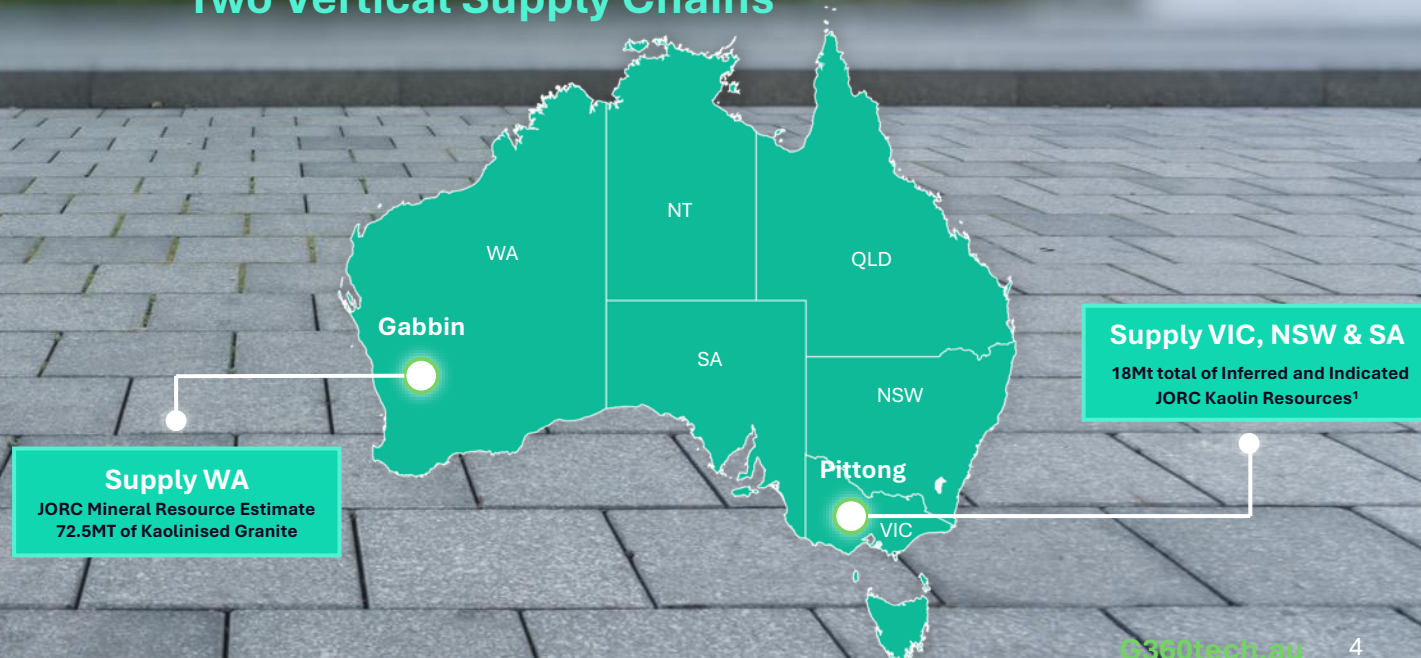 Two Vertical Supply Chains
NT
WA
QLD
Gabbin
Supply VIC, NSW & SA
18Mt total of Inferred and Indicated
JORC Kaolin Resources¹
SA
NSW
Pittong
Supply WA
JORC Mineral Resource Estimate
72.5MT of Kaolinised Granite
VIC
G360tech.au
4